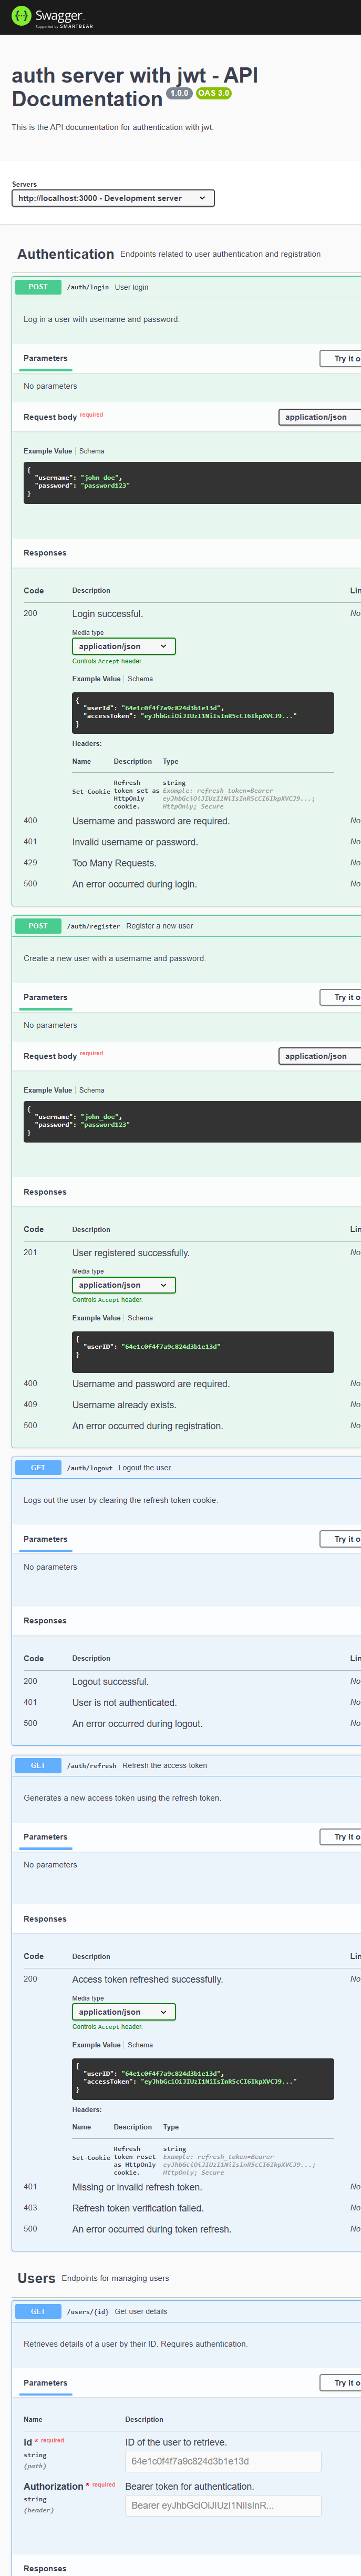 Swagger.
Supported by SMARTBEAR
auth server with jwt - API
Documentation 1.0.0 OAS 3.0
This is the API documentation for authentication with jwt.
Servers
http://localhost:3000 - Development server
Authentication Endpoints related to user authentication and registration
POST /auth/login User login
Log in a user with username and password.
Parameters Try it o
No parameters
Request body required application/json
Example Value Schema
{
"username": "john_doe",
"password": "password123"
}
Responses
Code Description Lin
200 Login successful. No
Media type
application/json
Controls Accept header.
Example Value Schema
{
"userId": "64e1c0f4f7a9c824d3b1e13d",
"accessToken": "eyJhbGciOiJIUzI1NiIsInR5cCI6IkpXVCJ9..."
}
Headers:
Name Description Type
Set-Cookie Refresh token set as HttpOnly cookie. string
Example: refresh_token=Bearer
eyJhbGciOiJIUzI1NiIsInR5cCI6IkpXVCJ9...;
HttpOnly; Secure
400 Username and password are required. No
401 Invalid username or password. No
429 Too Many Requests. No
500 An error occurred during login. No
POST /auth/register Register a new user
Create a new user with a username and password.
Parameters Try it o
No parameters
Request body required application/json
Example Value Schema
{
"username": "john_doe",
"password": "password123"
}
Responses
Code Description Lin
201 User registered successfully. No
Media type
application/json
Controls Accept header.
Example Value Schema
{
"userID": "64e1c0f4f7a9c824d3b1e13d"
}
400 Username and password are required. No
409 Username already exists. No
500 An error occurred during registration. No
GET /auth/logout Logout the user
Logs out the user by clearing the refresh token cookie.
Parameters Try it o
No parameters
Responses
Code Description Lin
200 Logout successful. No
401 User is not authenticated. No
500 An error occurred during logout. No
GET /auth/refresh Refresh the access token
Generates a new access token using the refresh token.
Parameters Try it o
No parameters
Responses
Code Description Lin
200 Access token refreshed successfully. No
Media type
application/json
Controls Accept header.
Example Value Schema
{
"userID": "64e1c0f4f7a9c824d3b1e13d",
"accessToken": "eyJhbGciOiJIUzI1NiIsInR5cCI6IkpXVCJ9..."
}
Headers:
Name Description Type
Set-Cookie Refresh token reset as HttpOnly cookie. string
Example: refresh_token=Bearer
eyJhbGciOiJIUzI1NiIsInR5cCI6IkpXVCJ9...;
HttpOnly; Secure
401 Missing or invalid refresh token. No
403 Refresh token verification failed. No
500 An error occurred during token refresh. No
Users Endpoints for managing users
GET /users/{id} Get user details
Retrieves details of a user by their ID. Requires authentication.
Parameters Try it o
Name Description
id * required ID of the user to retrieve.
string
(path) 64e1c0f4f7a9c824d3b1e13d
Authorization * required Bearer token for authentication.
string
(header) Bearer eyJhbGciOiJIUzI1NiIsInR...
Responses